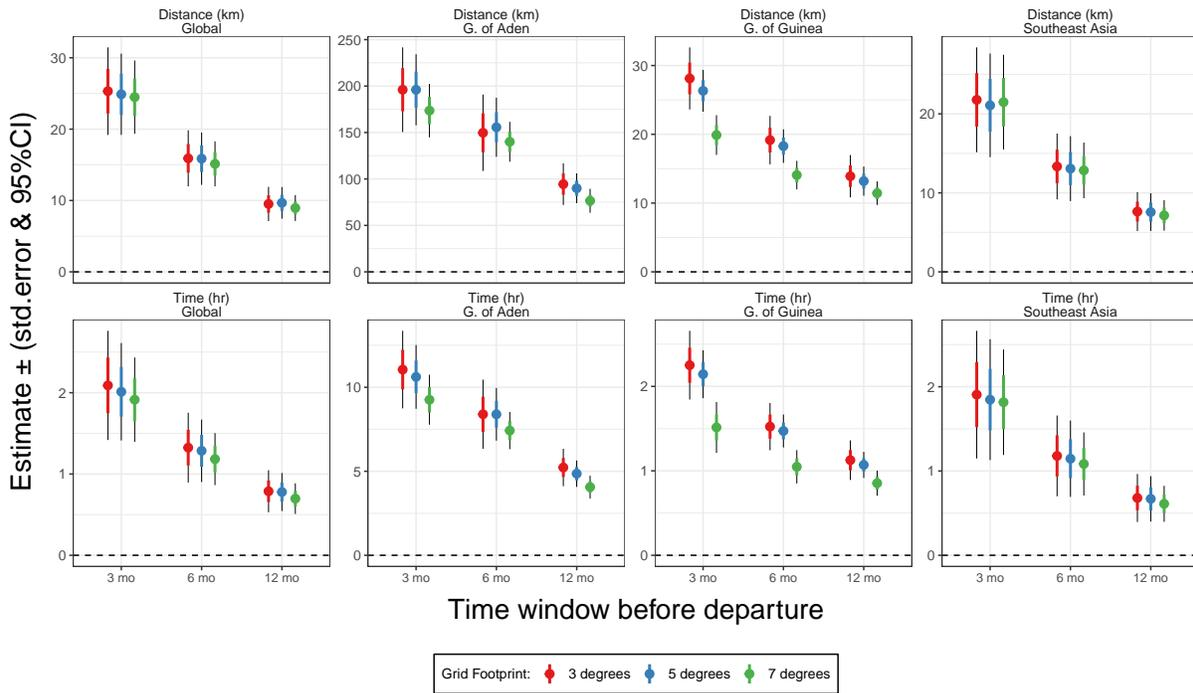 Distance (km)
Global
Distance (km)
G. of Aden
Distance (km)
G. of Guinea
Distance (km)
Southeast Asia
30
20
10
0
250
200
150
100
50
0
30
20
10
0
20
10
0
Estimate ± (std.error & 95%CI)
Time (hr)
Global
Time (hr)
G. of Aden
Time (hr)
G. of Guinea
Time (hr)
Southeast Asia
2
1
0
10
5
0
2
1
0
2
1
0
3 mo 6 mo 12 mo
3 mo 6 mo 12 mo
3 mo 6 mo 12 mo
3 mo 6 mo 12 mo
Time window before departure
Grid Footprint: 3 degrees 5 degrees 7 degrees